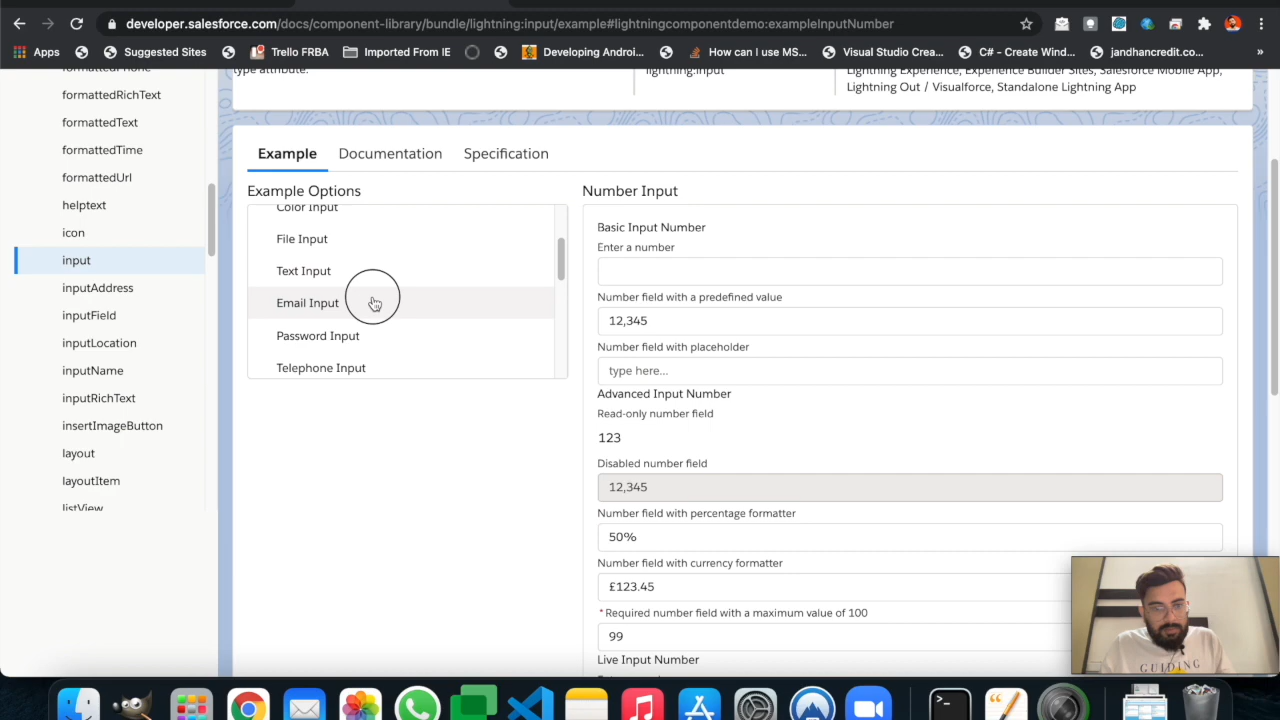 developer.salesforce.com/docs/component-library/bundle/lightning:input/example#lightningcomponentdemo:exampleInputNumber
Apps
Suggested Sites
Trello FRBA
Imported From IE
Developing Androi...
How can I use MS...
Visual Studio Crea...
C# - Create Wind...
jandhancredit.com...
»
type attribute.
lightning:input
Lightning Experience, Experience Builder Sites, Salesforce Mobile App,
Lightning Out / Visualforce, Standalone Lightning App
formattedRichText
formattedText
formattedTime
formattedUrl
helptext
icon
input
inputAddress
inputField
inputLocation
inputName
inputRichText
insertImageButton
layout
layoutItem
listView
Example
Documentation
Specification
Example Options
Color Input
File Input
Text Input
Email Input
Password Input
Telephone Input
Number Input
Basic Input Number
Enter a number
Number field with a predefined value
12,345
Number field with placeholder
type here...
Advanced Input Number
Read-only number field
123
Disabled number field
12,345
Number field with percentage formatter
50%
Number field with currency formatter
£123.45
*Required number field with a maximum value of 100
99
Live Input Number
GUIDING